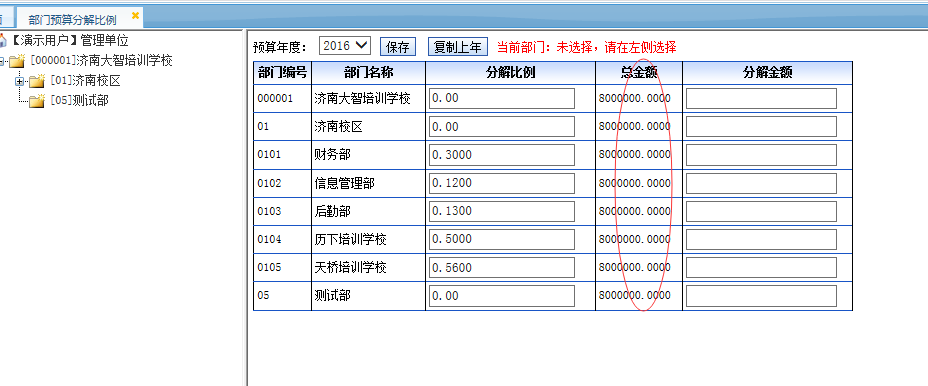 部门预算分解比例
【演示用户】管理单位
[000001]济南大智培训学校
[01]济南校区
[05]测试部
预算年度： 2016 保存 复制上年 当前部门：未选择，请在左侧选择
部门编号 部门名称 分解比例 总金额 分解金额
000001 济南大智培训学校 0.00 8000000.0000
01 济南校区 0.00 8000000.0000
0101 财务部 0.3000 8000000.0000
0102 信息管理部 0.1200 8000000.0000
0103 后勤部 0.1300 8000000.0000
0104 历下培训学校 0.5000 8000000.0000
0105 天桥培训学校 0.5600 8000000.0000
05 测试部 0.00 8000000.0000